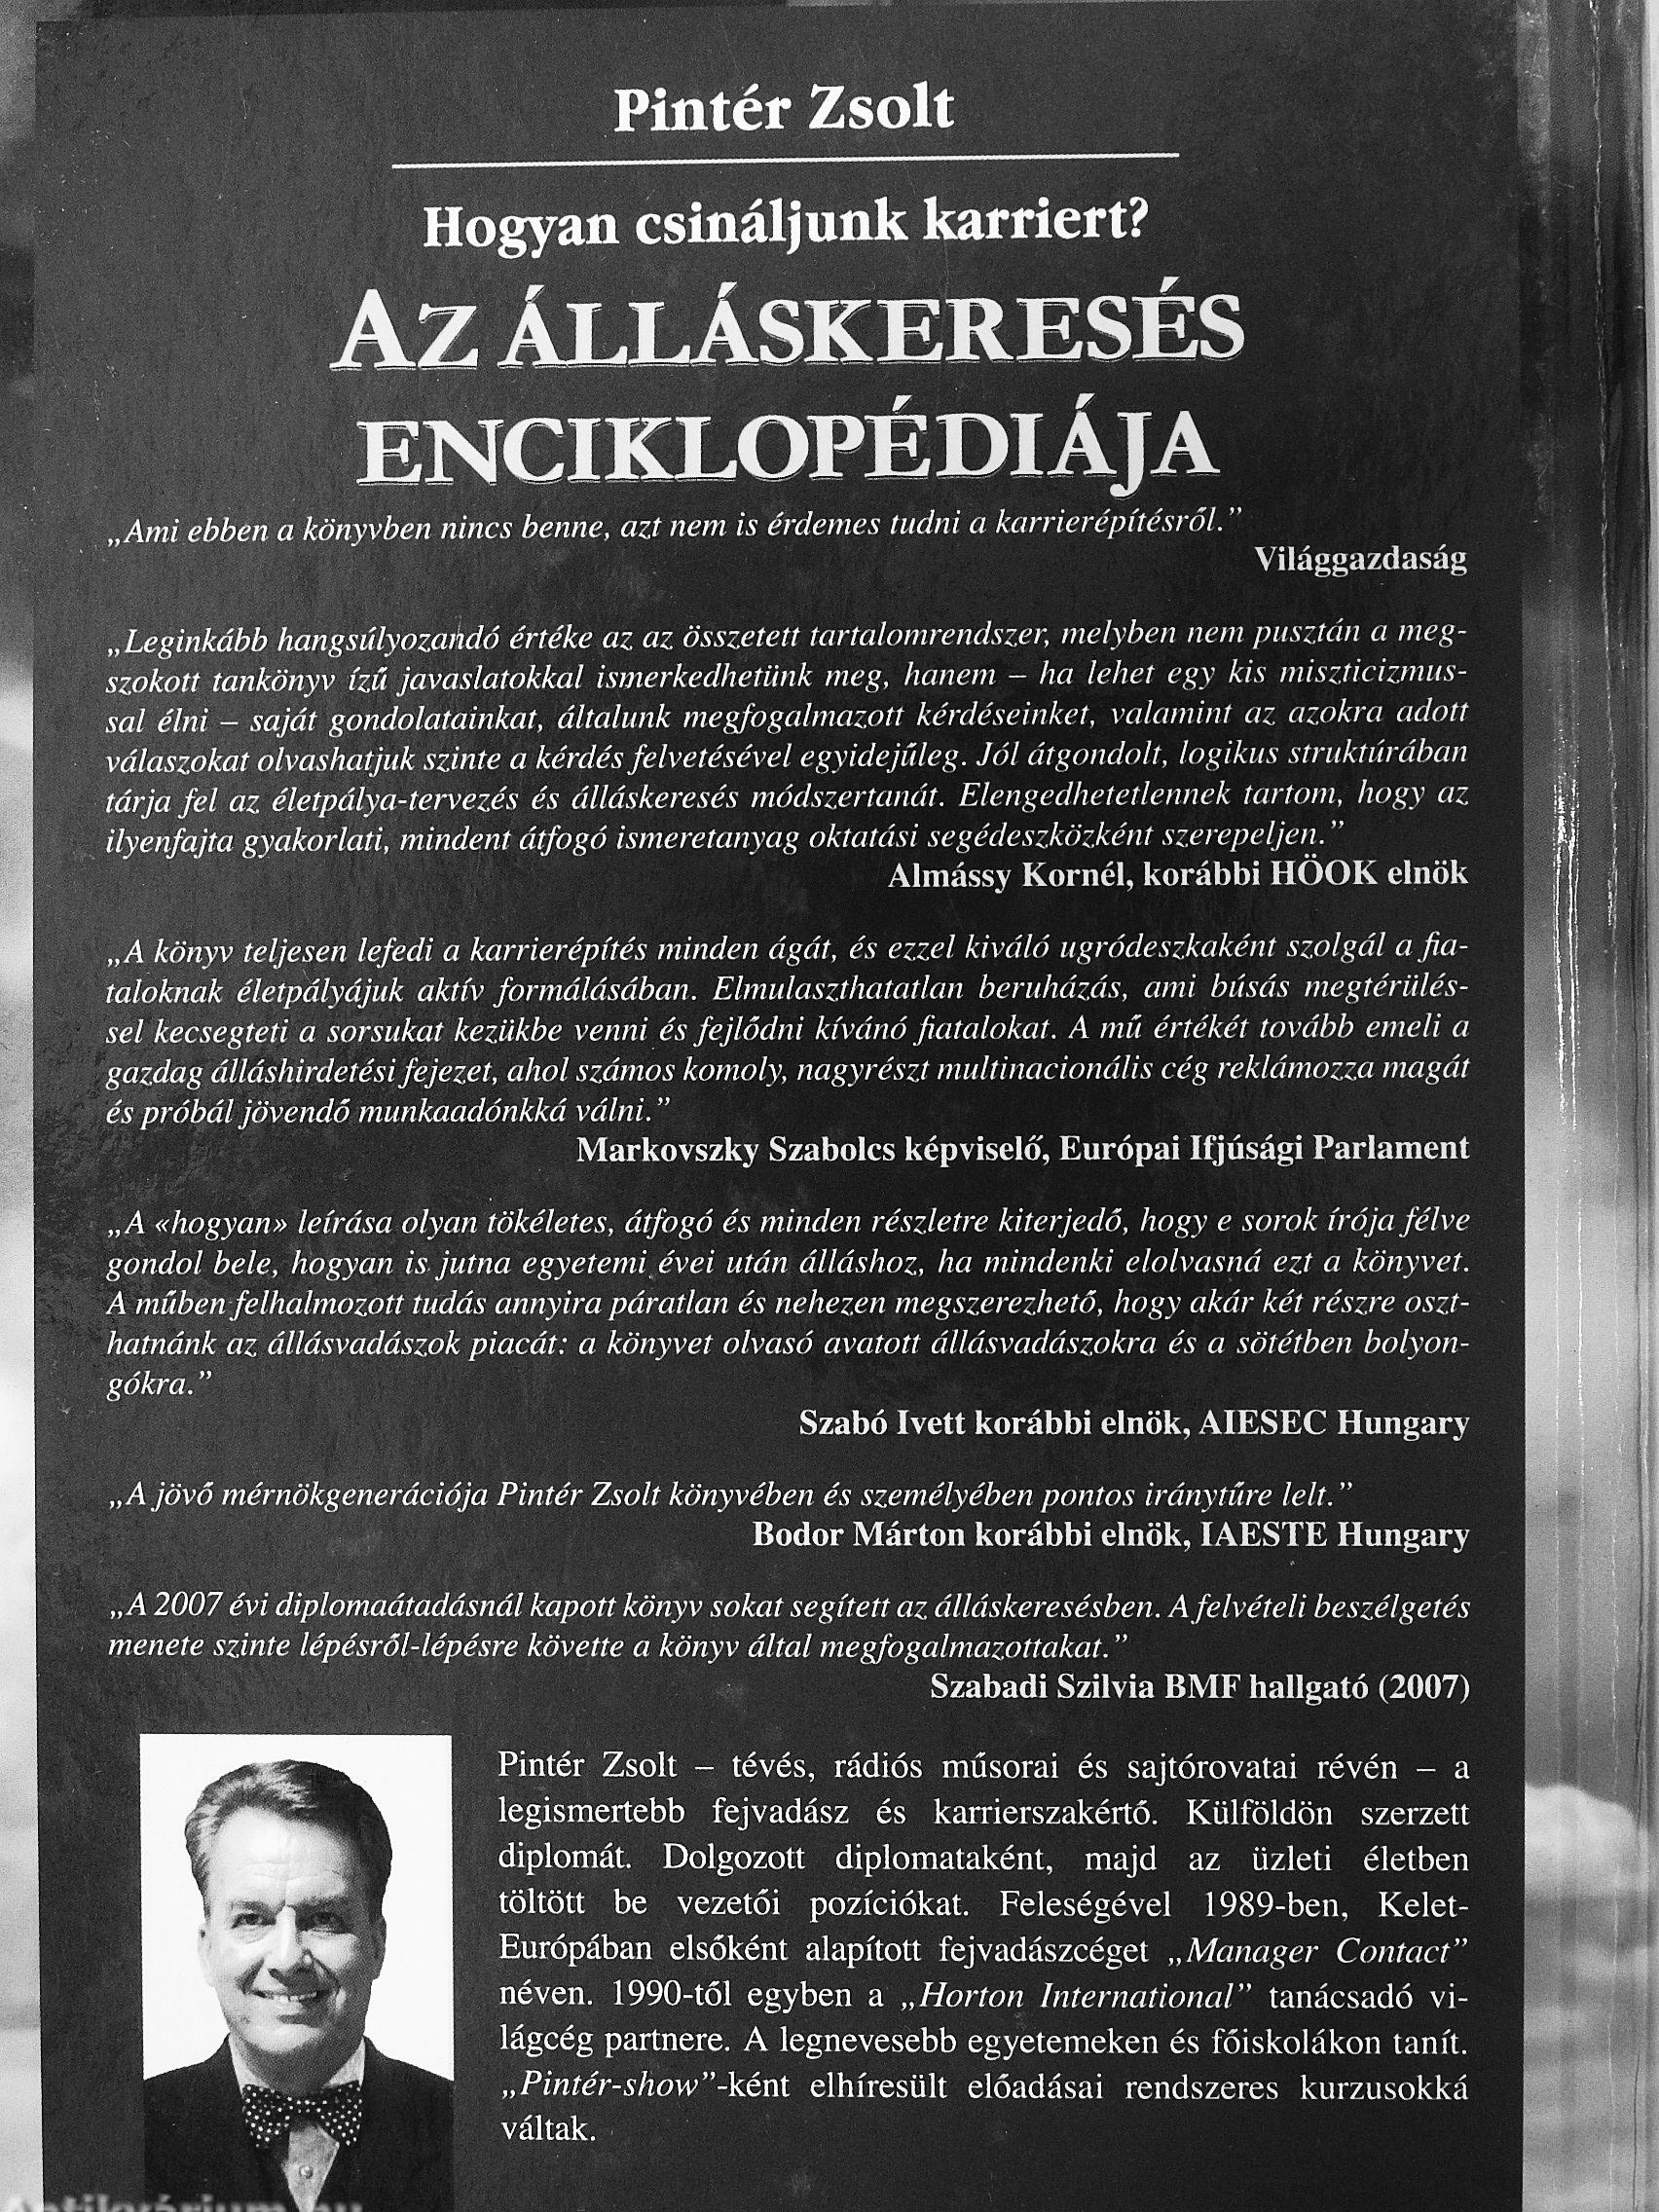 Pintér Zsolt
Hogyan csináljunk karriert?
AZ ÁLLÁSKERESÉS
ENCIKLOPÉDIÁJA
„Ami ebben a könyvben nincs benne, azt nem is érdemes tudni a karrierépítésről.”
Világgazdaság
„Leginkább hangsúlyozandó értéke az az összetett tartalomrendszer, melyben nem pusztán a meg-
szokott tankönyv ízű javaslatokkal ismerkedhetünk meg, hanem – ha lehet egy kis miszticizmus-
sal élni – saját gondolatainkat, általunk megfogalmazott kérdéseinket, valamint az azokra adott
válaszokat olvashatjuk szinte a kérdés felvetésével egyidejűleg. Jól átgondolt, logikus struktúrában
tárja fel az életpálya-tervezés és álláskeresés módszertanát. Elengedhetetlennek tartom, hogy az
ilyenfajta gyakorlati, mindent átfogó ismeretanyag oktatási segédeszközként szerepeljen.”
Almássy Kornél, korábbi HÖOK elnök
„A könyv teljesen lefedi a karrierépítés minden ágát, és ezzel kiváló ugródeszkaként szolgál a fia-
taloknak életpályájuk aktív formálásában. Elmulaszthatatlan beruházás, ami búsás megtérülés-
sel kecsegteti a sorsukat kezükbe venni és fejlődni kívánó fiatalokat. A mű értékét tovább emeli a
gazdag álláshirdetési fejezet, ahol számos komoly, nagyrészt multinacionális cég reklámozza magát
és próbál jövendő munkaadónkká válni.”
Markovszky Szabolcs képviselő, Európai Ifjúsági Parlament
„A «hogyan» leírása olyan tökéletes, átfogó és minden részletre kiterjedő, hogy e sorok írója félve
gondol bele, hogyan is jutna egyetemi évei után álláshoz, ha mindenki elolvasná ezt a könyvet.
A műben felhalmozott tudás annyira páratlan és nehezen megszerezhető, hogy akár két részre oszt-
hatnánk az állásvadászok piacát: a könyvet olvasó avatott állásvadászokra és a sötétben bolyon-
gókra.”
Szabó Ivett korábbi elnök, AIESEC Hungary
„A jövő mérnökgenerációja Pintér Zsolt könyvében és személyében pontos iránytűre lelt.”
Bodor Márton korábbi elnök, IAESTE Hungary
„A 2007 évi diplomaátadásnál kapott könyv sokat segített az álláskeresésben. A felvételi beszélgetés
menete szinte lépésről-lépésre követte a könyv által megfogalmazottakat.”
Szabadi Szilvia BMF hallgató (2007)
Pintér Zsolt – tévés, rádiós műsorai és sajtórovatai révén – a
legismertebb fejvadász és karrierszakértő. Külföldön szerzett
diplomát. Dolgozott diplomataként, majd az üzleti életben
töltött be vezetői pozíciókat. Feleségével 1989-ben, Kelet-
Európában elsőként alapított fejvadászcéget „Manager Contact”
néven. 1990-től egyben a „Horton International” tanácsadó vi-
lágcég partnere. A legnevesebb egyetemeken és főiskolákon tanít.
„Pintér-show”-ként elhíresült előadásai rendszeres kurzusokká
váltak.